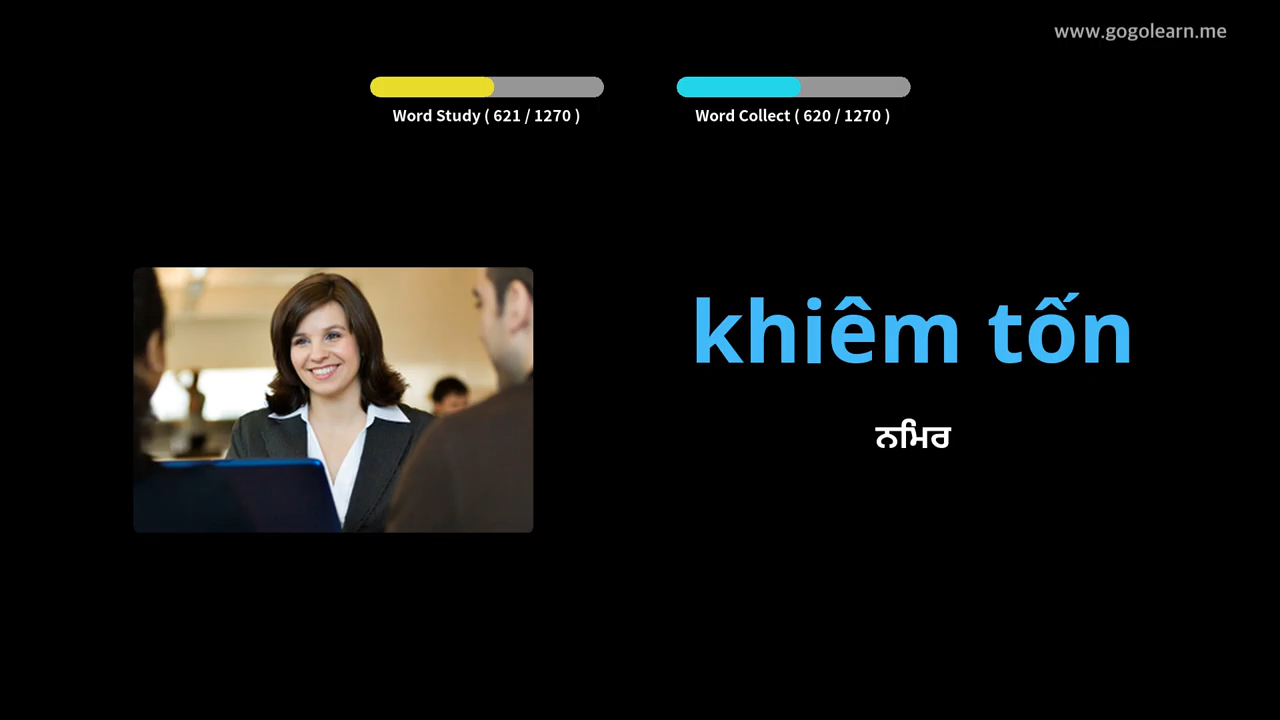 www.gogolearn.me
Word Study ( 621 / 1270 )
Word Collect ( 620 / 1270 )
khiêm tốn
ਨਮਿਰ